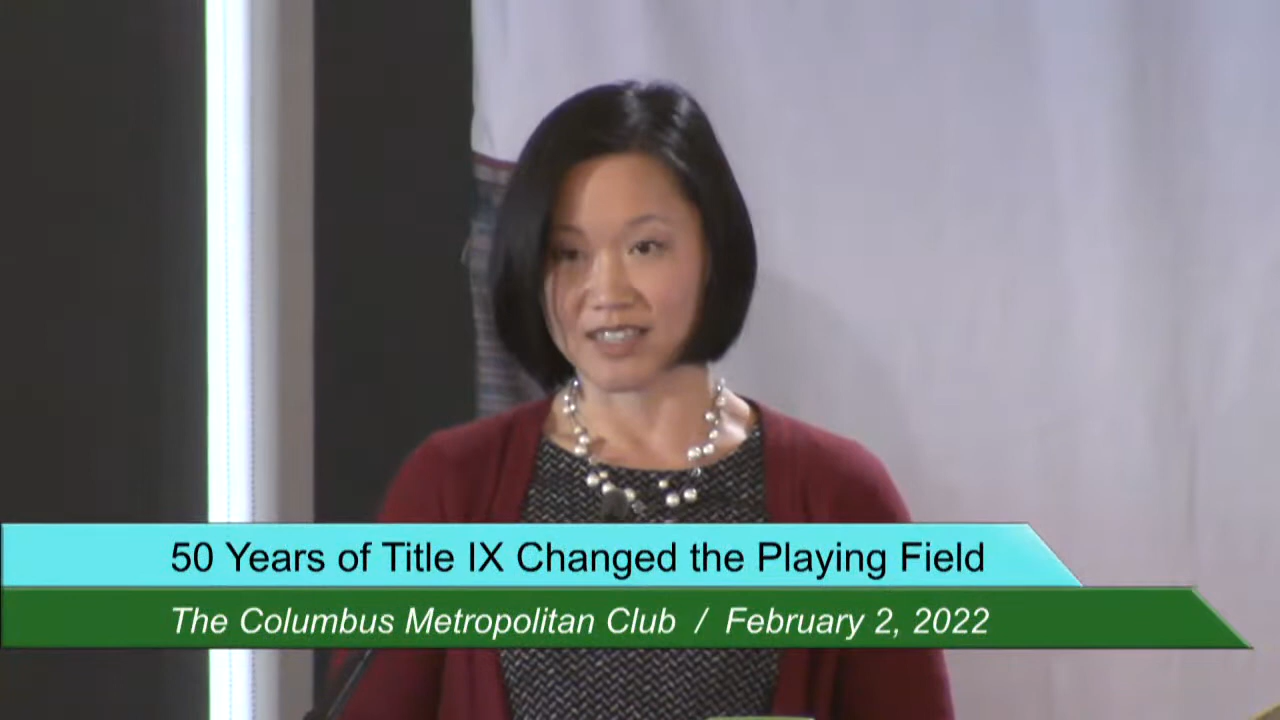 50 Years of Title IX Changed the Playing Field
The Columbus Metropolitan Club / February 2, 2022